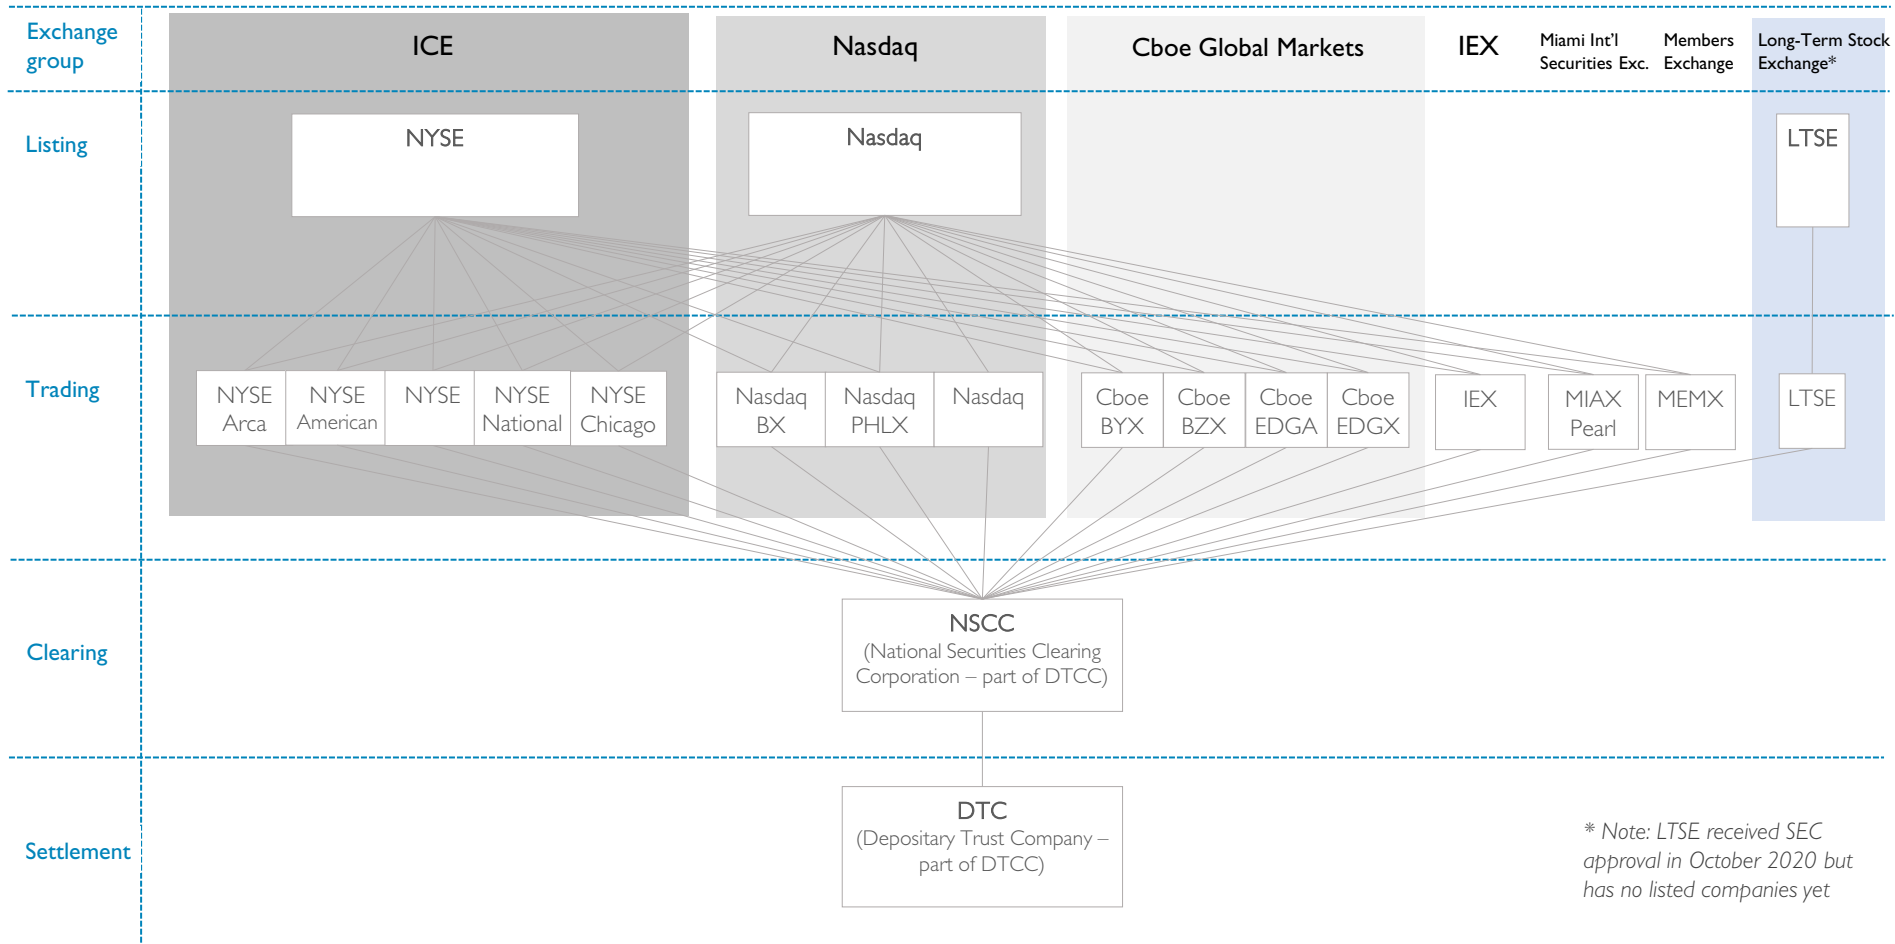 Exchange
group
ICE
Nasdaq
Cboe Global Markets
IEX
Miami Int'l
Securities Exc.
Members
Exchange
Long-Term Stock
Exchange*
Listing
NYSE
Nasdaq
LTSE
Trading
NYSE
Arca
NYSE
American
NYSE
NYSE
National
NYSE
Chicago
Nasdaq
BX
Nasdaq
PHLX
Nasdaq
Cboe
BYX
Cboe
BZX
Cboe
EDGA
Cboe
EDGX
IEX
MIAX
Pearl
MEMX
LTSE
Clearing
NSCC
(National Securities Clearing
Corporation – part of DTCC)
Settlement
DTC
(Depositary Trust Company –
part of DTCC)
* Note: LTSE received SEC
approval in October 2020 but
has no listed companies yet